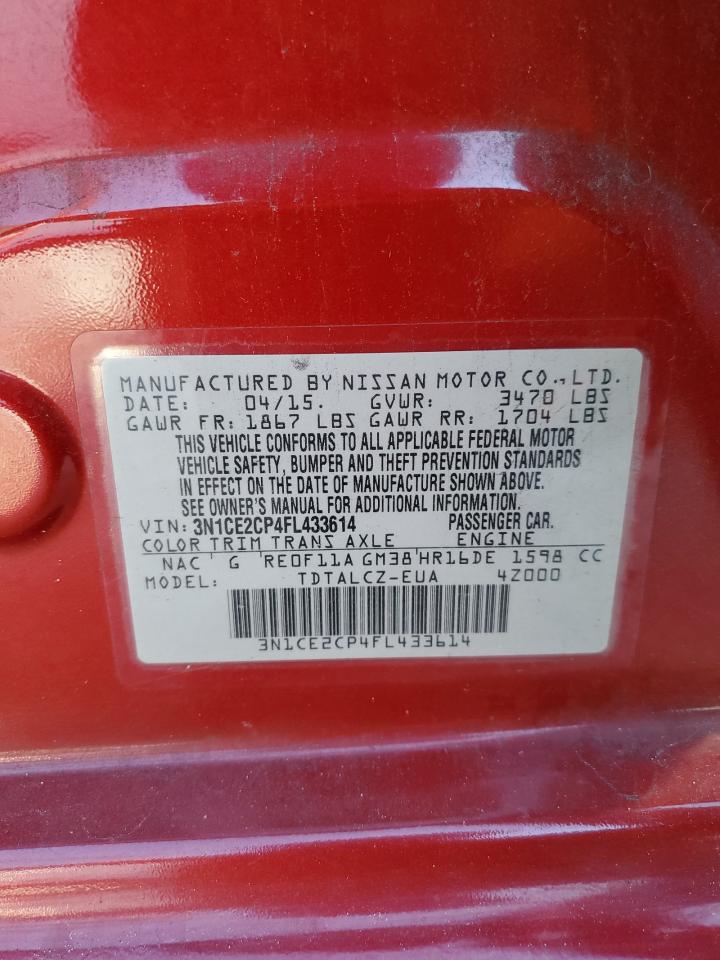 MANUFACTURED BY NISSAN MOTOR CO.,LTD.
DATE: 04/15. GVWR: 3470 LBS
GAWR FR: 1867 LBS GAWR RR: 1704 LBS
THIS VEHICLE CONFORMS TO ALL APPLICABLE FEDERAL MOTOR
VEHICLE SAFETY, BUMPER AND THEFT PREVENTION STANDARDS
IN EFFECT ON THE DATE OF MANUFACTURE SHOWN ABOVE.
SEE OWNER'S MANUAL FOR ADDITIONAL INFORMATION.
VIN: 3N1CE2CP4FL433614 PASSENGER CAR.
COLOR TRIM TRANS AXLE ENGINE
NAC G RE0F11A GM38 HR16DE 1598 CC
MODEL: TDTALCZ-EUA 4Z000
3N1CE2CP4FL433614